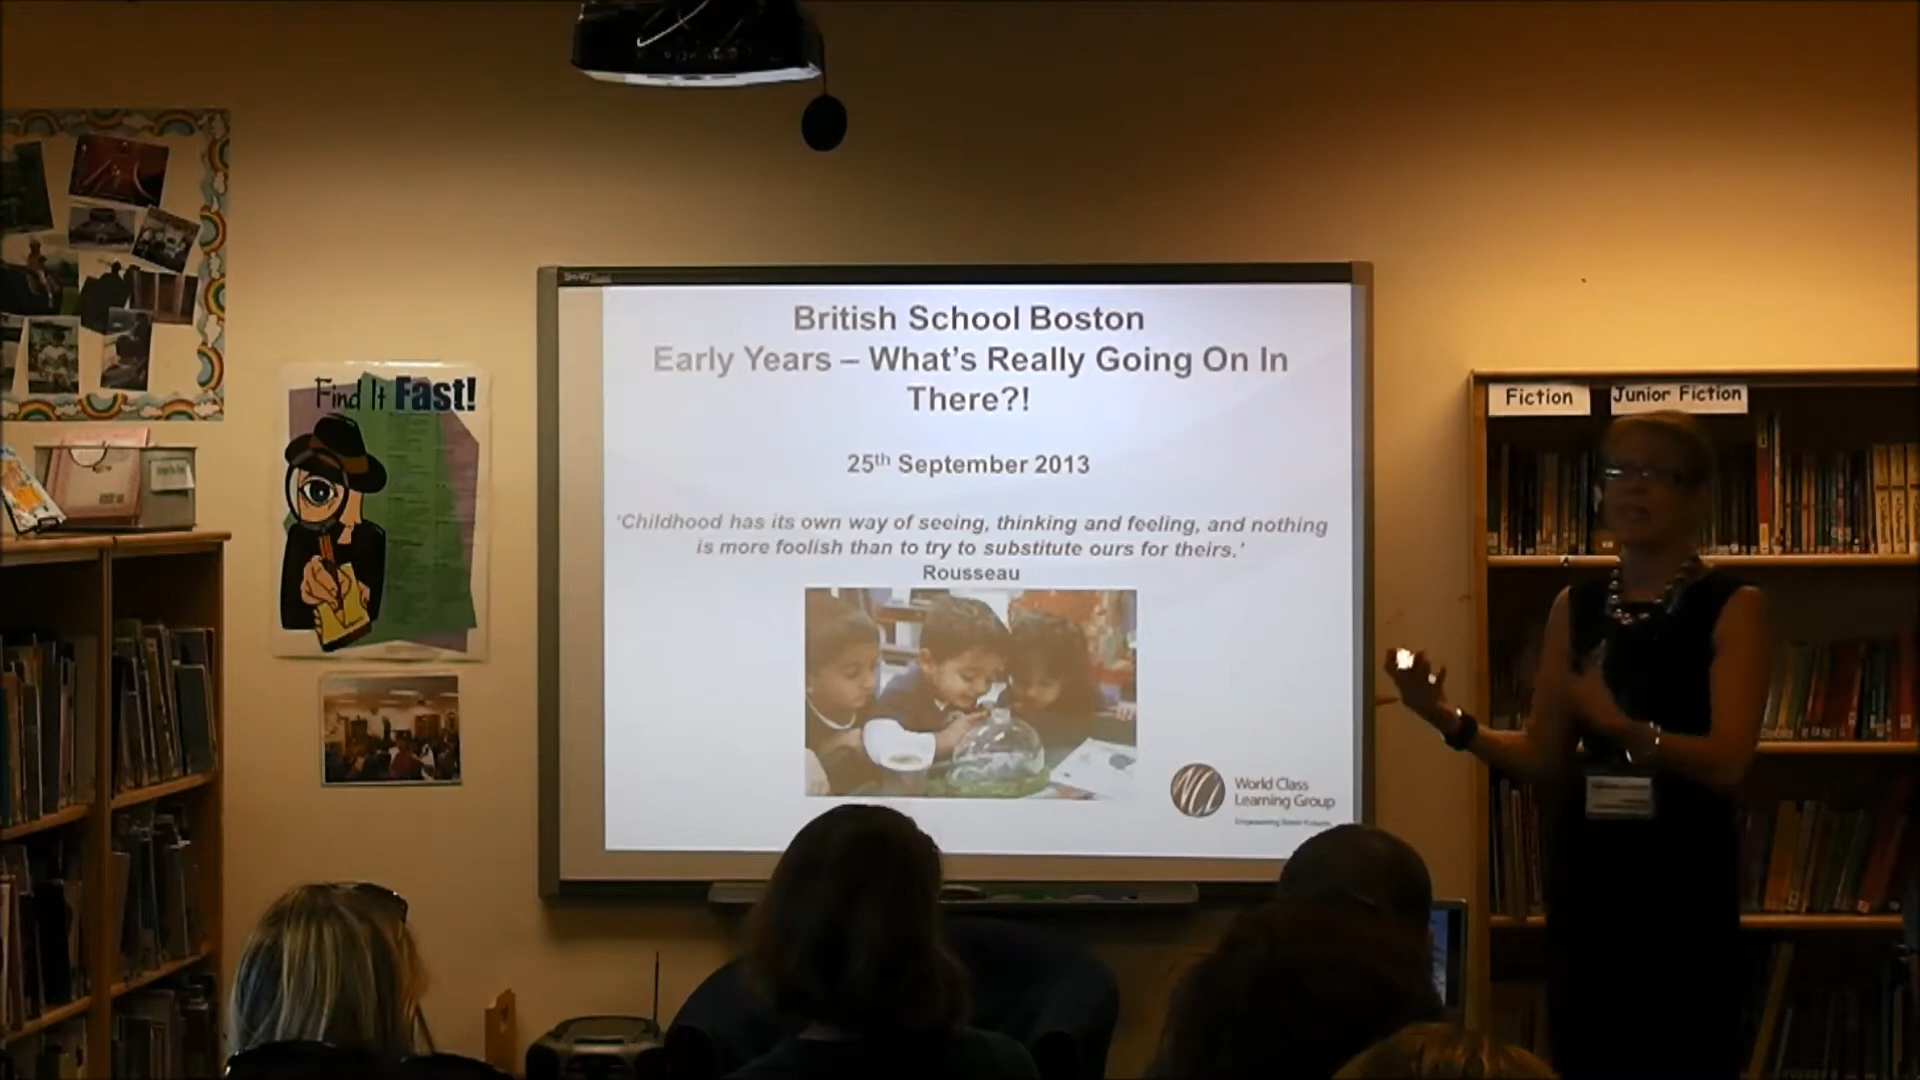 Find It Fast!
British School Boston
Early Years – What's Really Going On In
There?!
25th September 2013
'Childhood has its own way of seeing, thinking and feeling, and nothing
is more foolish than to try to substitute ours for theirs.'
Rousseau
World Class
Learning Group
Fiction
Junior Fiction